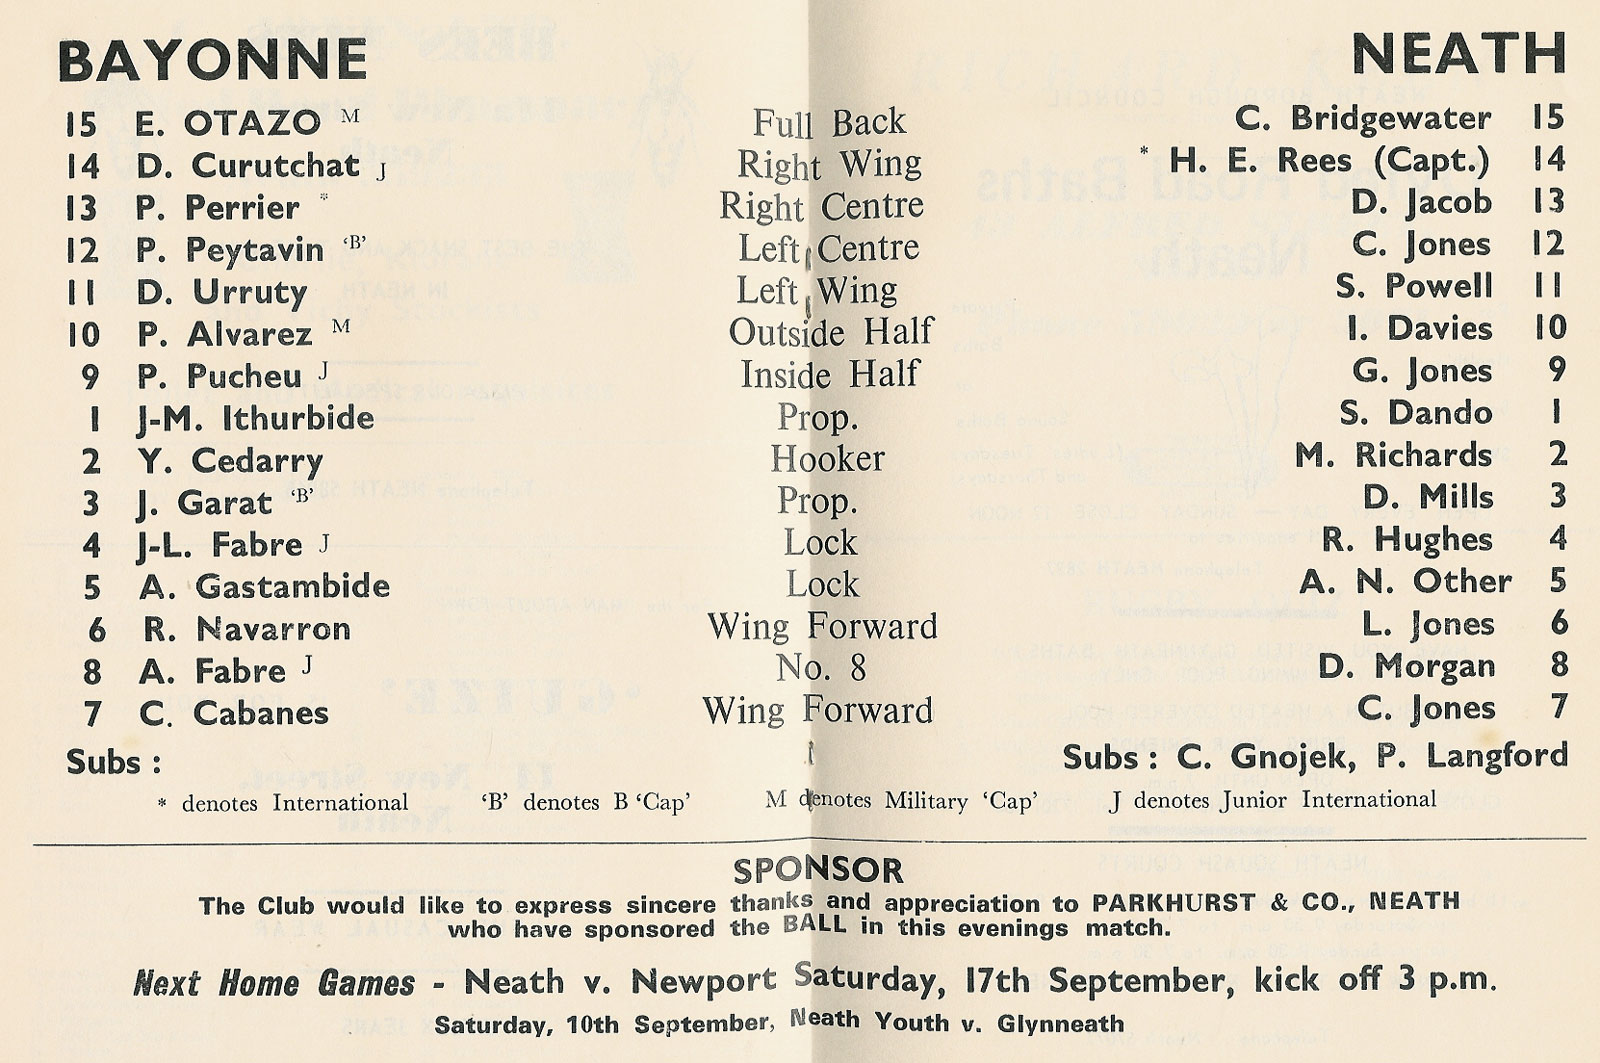 BAYONNE NEATH
15 E. OTAZO M Full Back C. Bridgewater 15
14 D. Curutchat J Right Wing * H. E. Rees (Capt.) 14
13 P. Perrier * Right Centre D. Jacob 13
12 P. Peytavin ‘B’ Left Centre C. Jones 12
11 D. Urruty Left Wing S. Powell 11
10 P. Alvarez M Outside Half I. Davies 10
9 P. Pucheu J Inside Half G. Jones 9
1 J-M. Ithurbide Prop. S. Dando 1
2 Y. Cedarry Hooker M. Richards 2
3 J. Garat ‘B’ Prop. D. Mills 3
4 J-L. Fabre J Lock R. Hughes 4
5 A. Gastambide Lock A. N. Other 5
6 R. Navarron Wing Forward L. Jones 6
8 A. Fabre J No. 8 D. Morgan 8
7 C. Cabanes Wing Forward C. Jones 7
Subs : Subs : C. Gnojek, P. Langford
* denotes International ‘B’ denotes B ‘Cap’ M denotes Military ‘Cap’ J denotes Junior International
SPONSOR
The Club would like to express sincere thanks and appreciation to PARKHURST & CO., NEATH
who have sponsored the BALL in this evenings match.
Next Home Games - Neath v. Newport Saturday, 17th September, kick off 3 p.m.
Saturday, 10th September, Neath Youth v. Glynneath